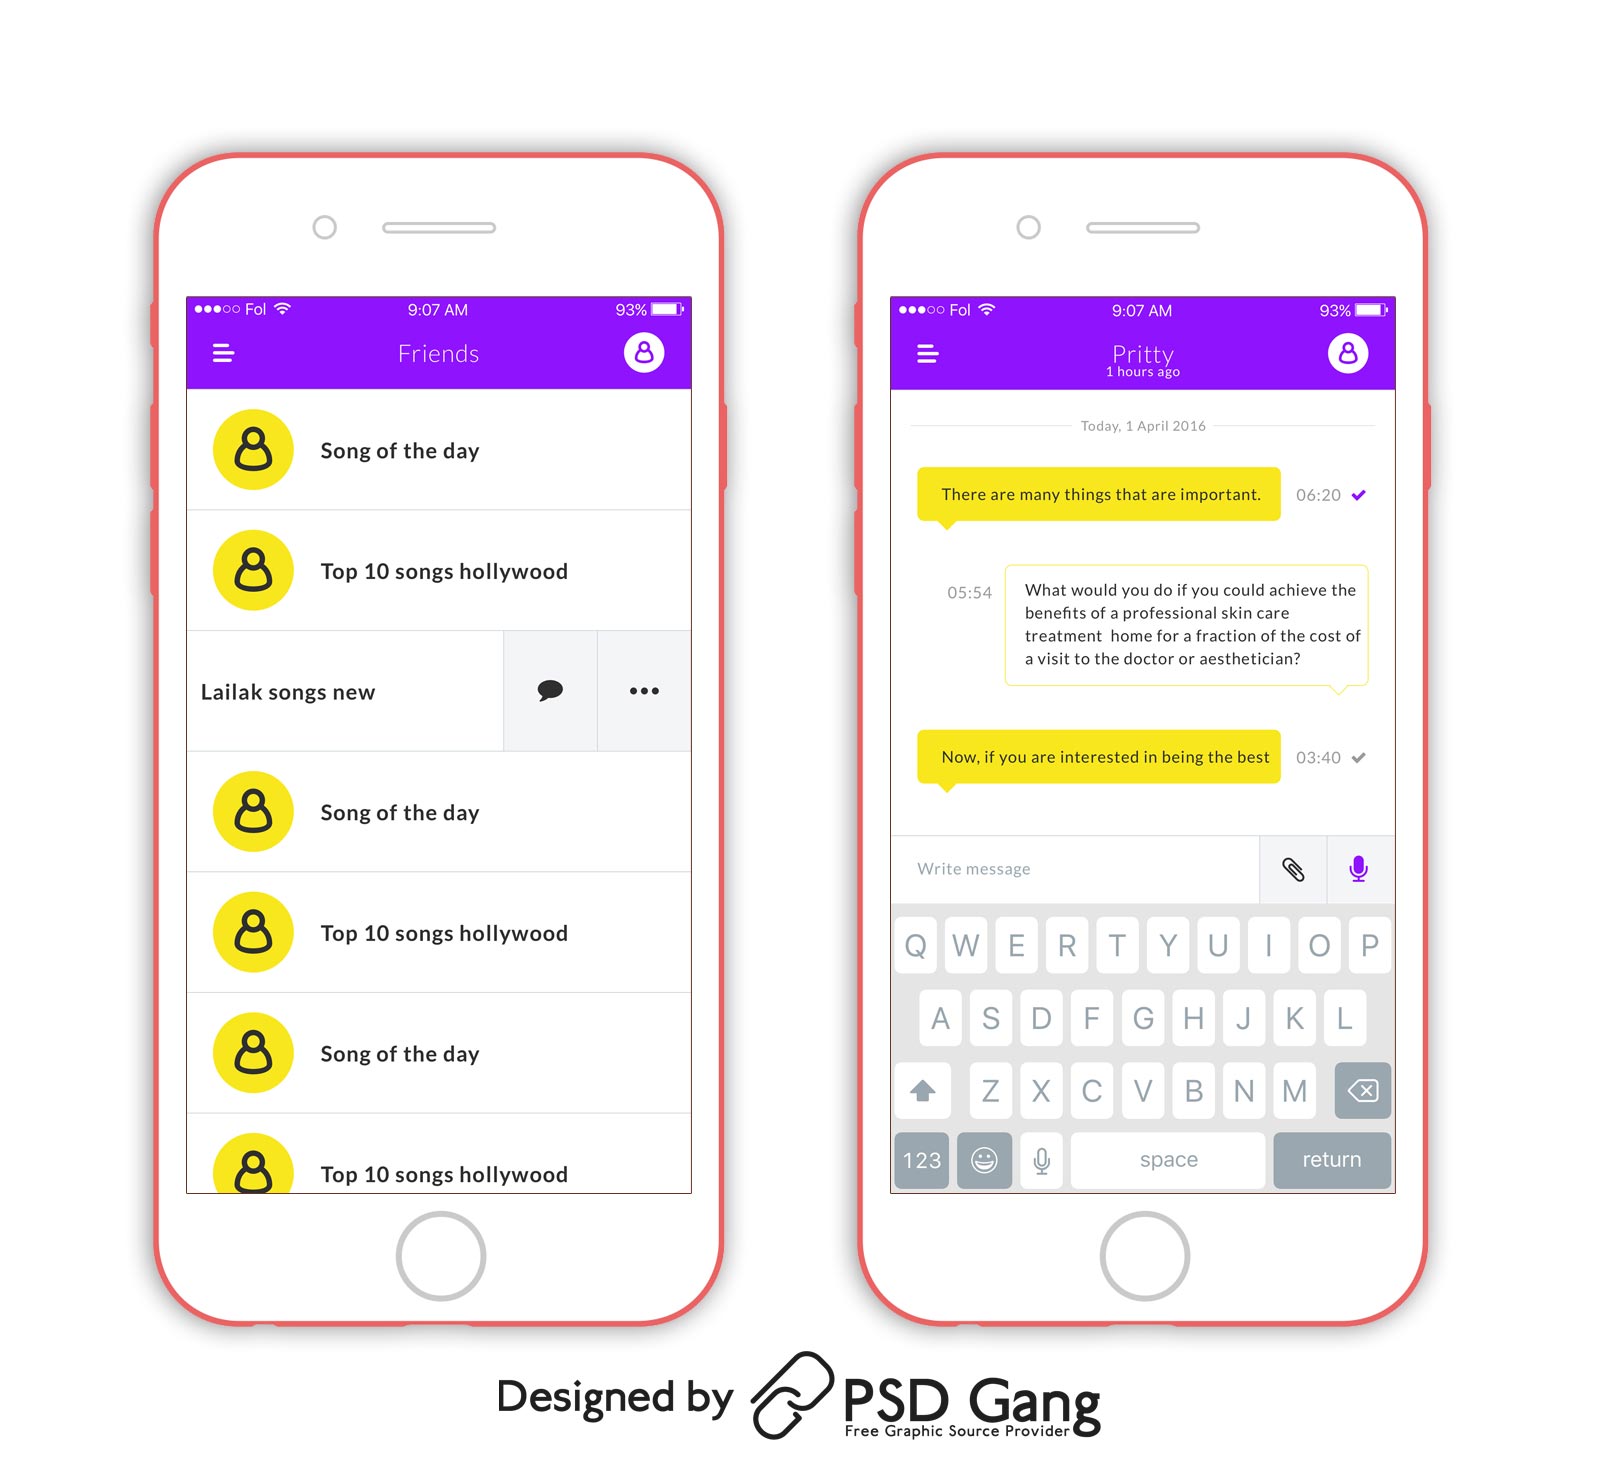 Fol 9:07 AM 93%
Friends
Song of the day
Top 10 songs hollywood
Lailak songs new
Song of the day
Top 10 songs hollywood
Song of the day
Top 10 songs hollywood
Fol 9:07 AM 93%
Pritty
1 hours ago
Today, 1 April 2016
There are many things that are important. 06:20
05:54 What would you do if you could achieve the
benefits of a professional skin care
treatment home for a fraction of the cost of
a visit to the doctor or aesthetician?
Now, if you are interested in being the best 03:40
Write message
Q W E R T Y U I O P
A S D F G H J K L
Z X C V B N M
123 space return
Designed by PSD Gang
Free Graphic Source Provider